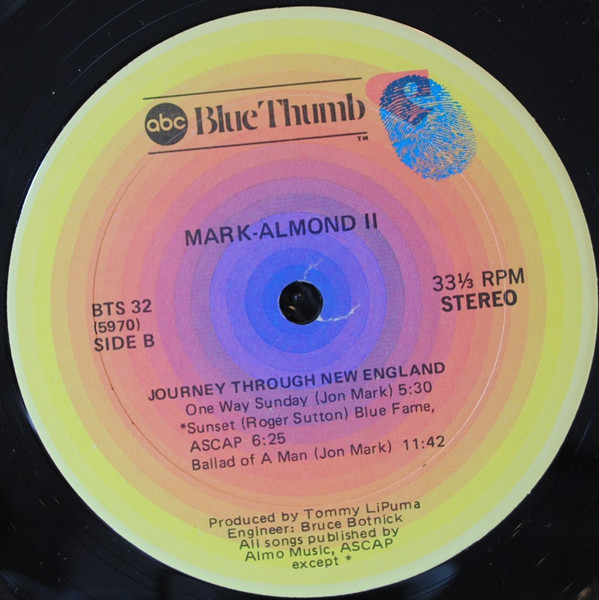 abc Blue Thumb
™
MARK-ALMOND II
BTS 32
(5970)
SIDE B
33⅓ RPM
STEREO
JOURNEY THROUGH NEW ENGLAND
One Way Sunday (Jon Mark) 5:30
*Sunset (Roger Sutton) Blue Fame,
ASCAP 6:25
Ballad of A Man (Jon Mark) 11:42
Produced by Tommy LiPuma
Engineer: Bruce Botnick
All songs published by
Almo Music, ASCAP
except *